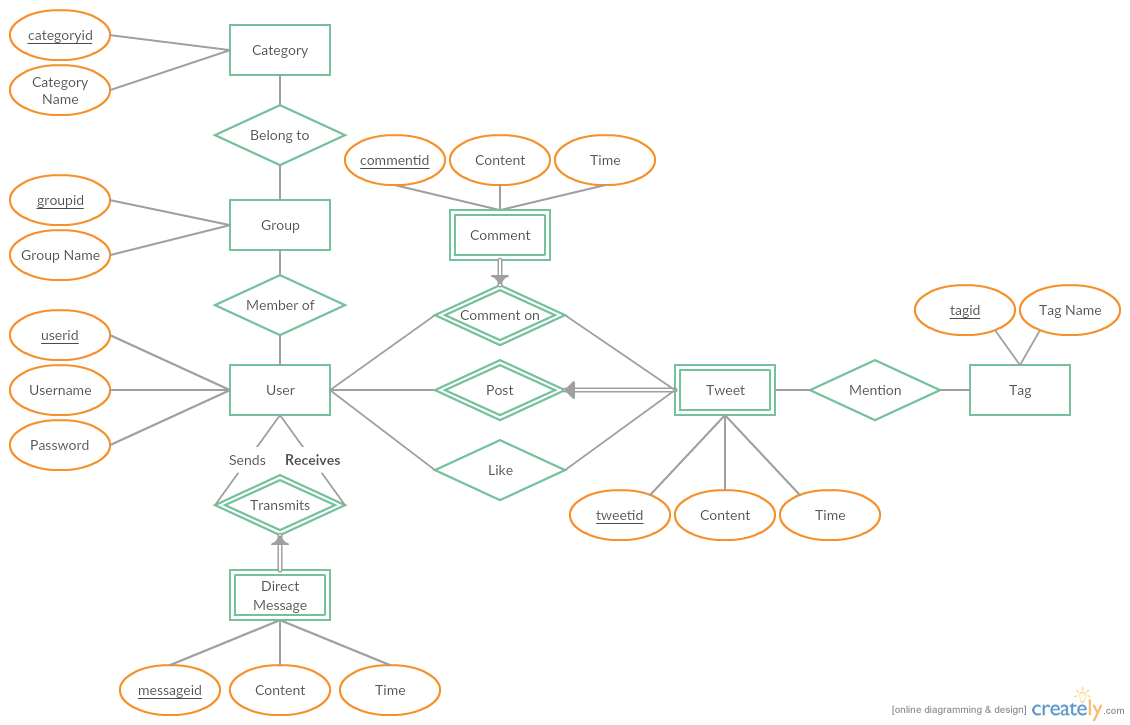 categoryid
Category
Category
Name
Belong to
commentid
Content
Time
groupid
Group
Group Name
Comment
Member of
Comment on
tagid
Tag Name
userid
Username
User
Post
Tweet
Mention
Tag
Password
Sends
Receives
Like
Transmits
tweetid
Content
Time
Direct
Message
messageid
Content
Time
[online diagramming & design] creately.com